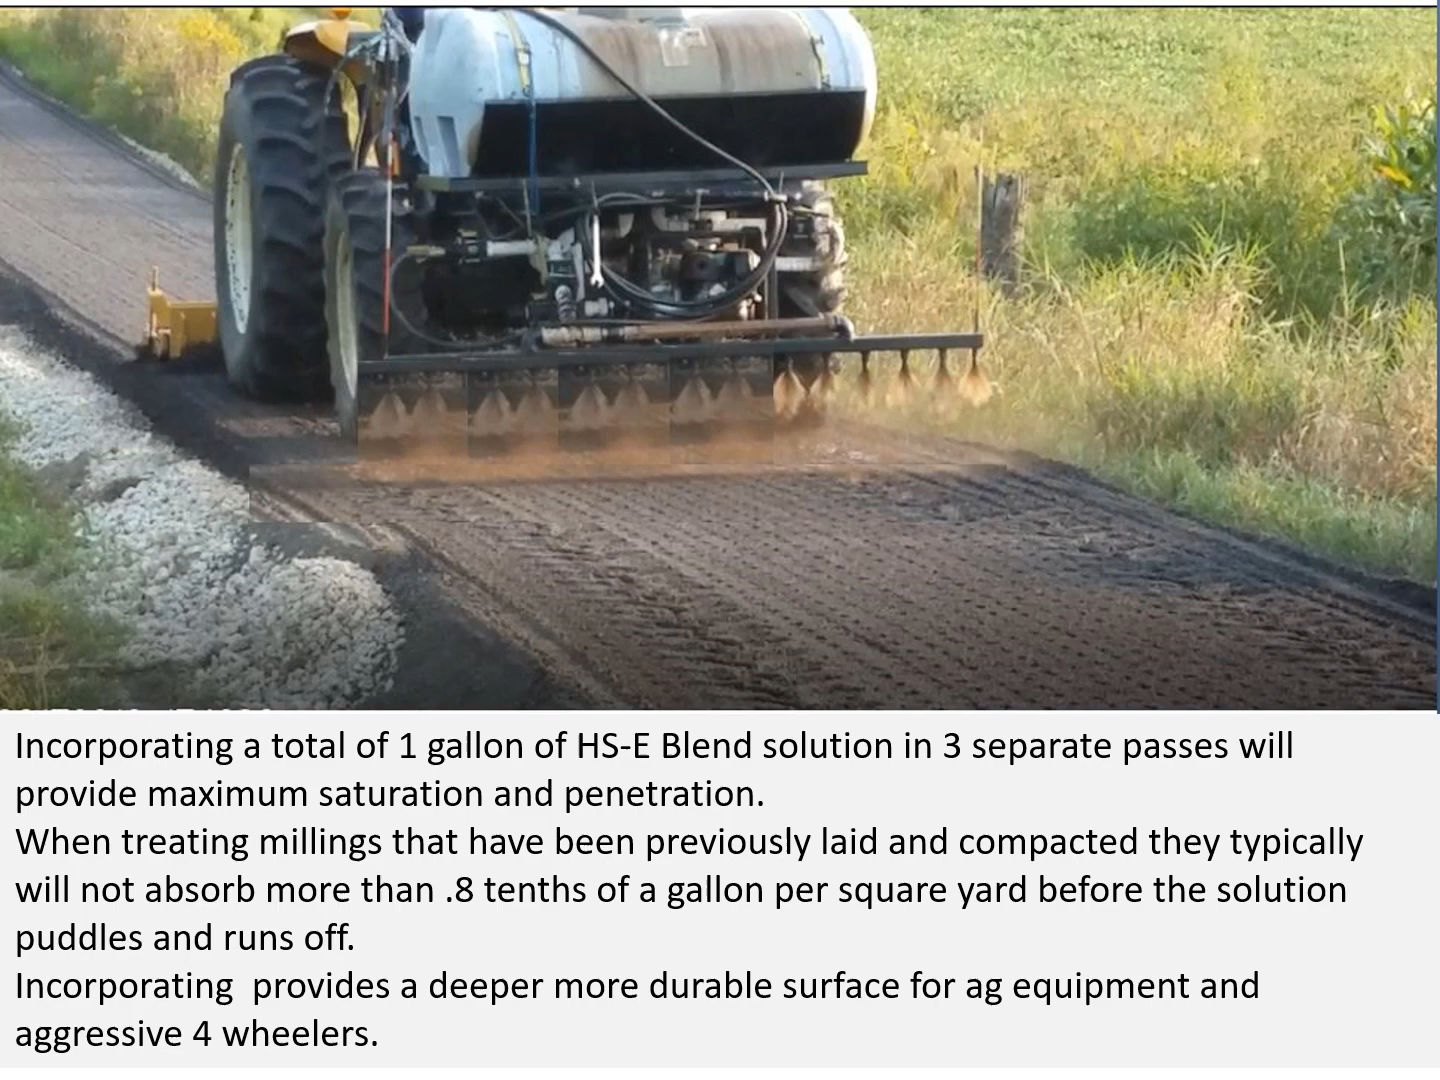 Incorporating a total of 1 gallon of HS-E Blend solution in 3 separate passes will
provide maximum saturation and penetration.
When treating millings that have been previously laid and compacted they typically
will not absorb more than .8 tenths of a gallon per square yard before the solution
puddles and runs off.
Incorporating  provides a deeper more durable surface for ag equipment and
aggressive 4 wheelers.